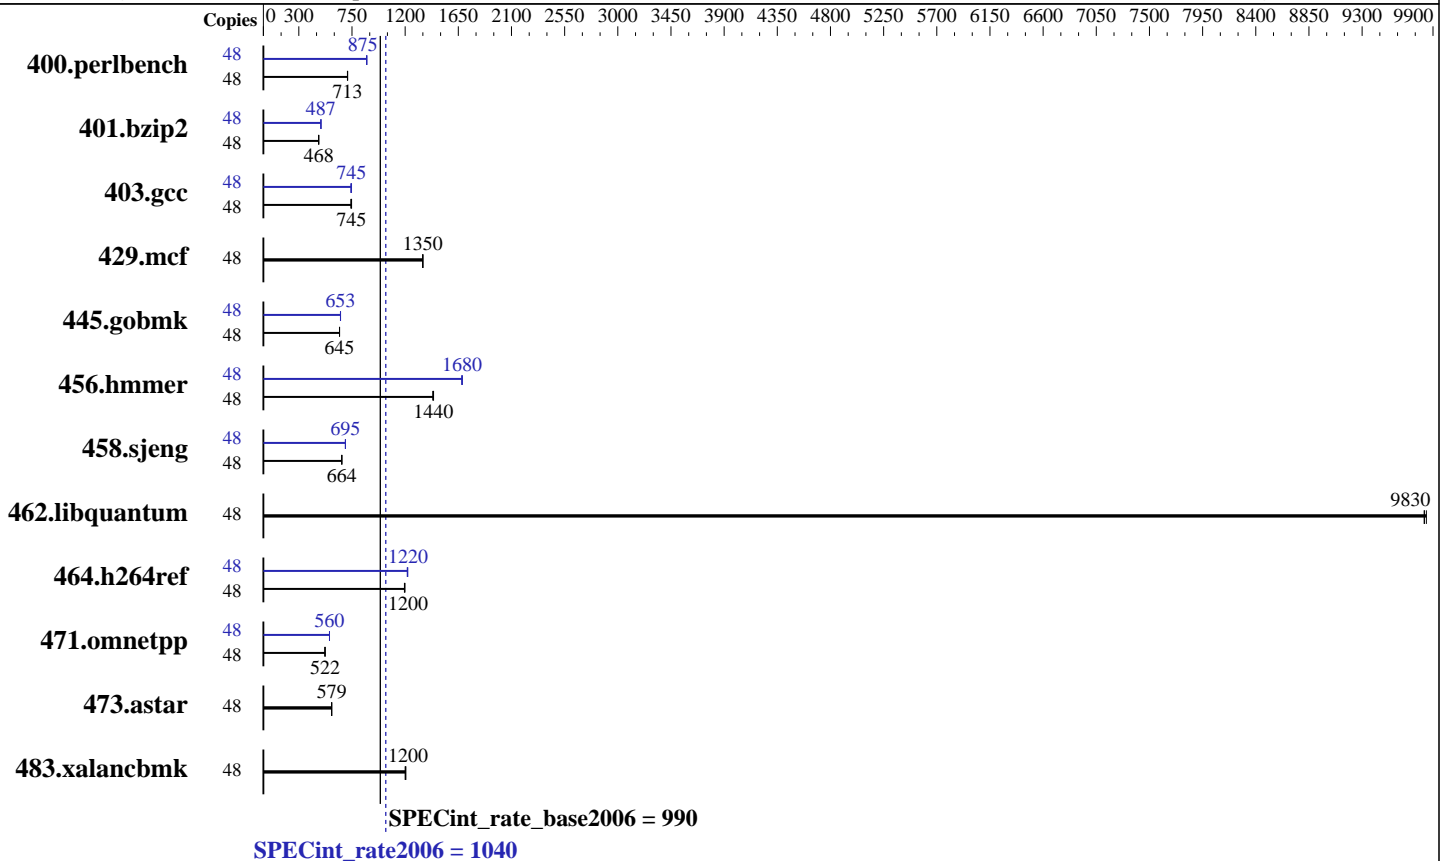 Copies 0 300 750 1200 1650 2100 2550 3000 3450 3900 4350 4800 5250 5700 6150 6600 7050 7500 7950 8400 8850 9300 9900
400.perlbench 48 875
48 713
401.bzip2 48 487
48 468
403.gcc 48 745
48 745
429.mcf 48 1350
445.gobmk 48 653
48 645
456.hmmer 48 1680
48 1440
458.sjeng 48 695
48 664
462.libquantum 48 9830
464.h264ref 48 1220
48 1200
471.omnetpp 48 560
48 522
473.astar 48 579
483.xalancbmk 48 1200
SPECint_rate_base2006 = 990
SPECint_rate2006 = 1040